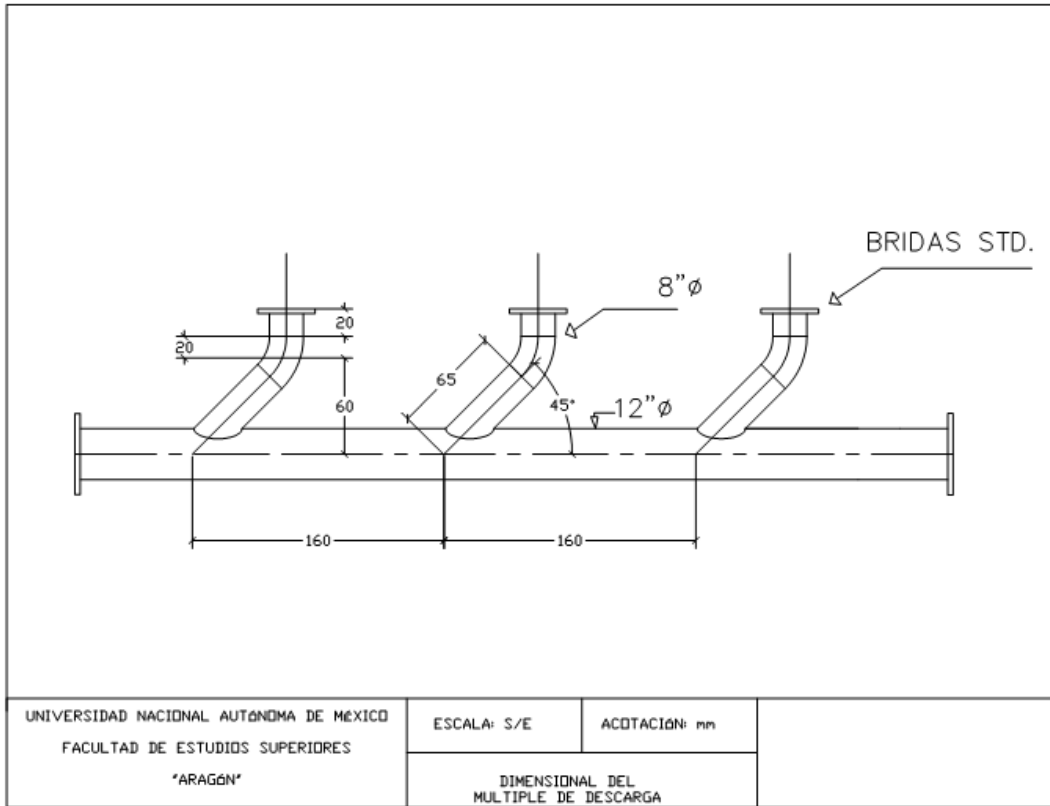 BRIDAS STD.
8"ø
20
20
65
60
45°
12"ø
160
160
UNIVERSIDAD NACIONAL AUTóNOMA DE MéXICO
FACULTAD DE ESTUDIOS SUPERIORES
"ARAGóN"
ESCALA: S/E
ACOTACIóN: mm
DIMENSIONAL DEL
MULTIPLE DE DESCARGA